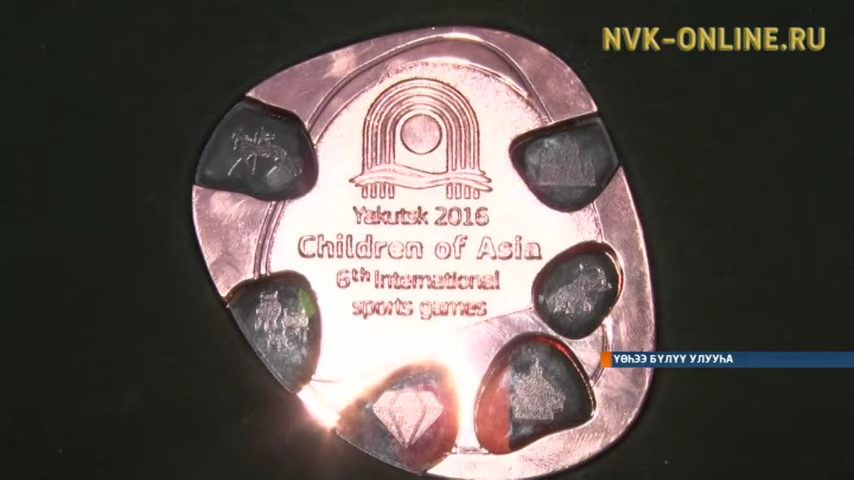 NVK-ONLINE.RU
Yakutsk 2016
Children of Asia
6th International
sports games
ҮӨҺЭЭ БҮЛҮҮ УЛУУҺА